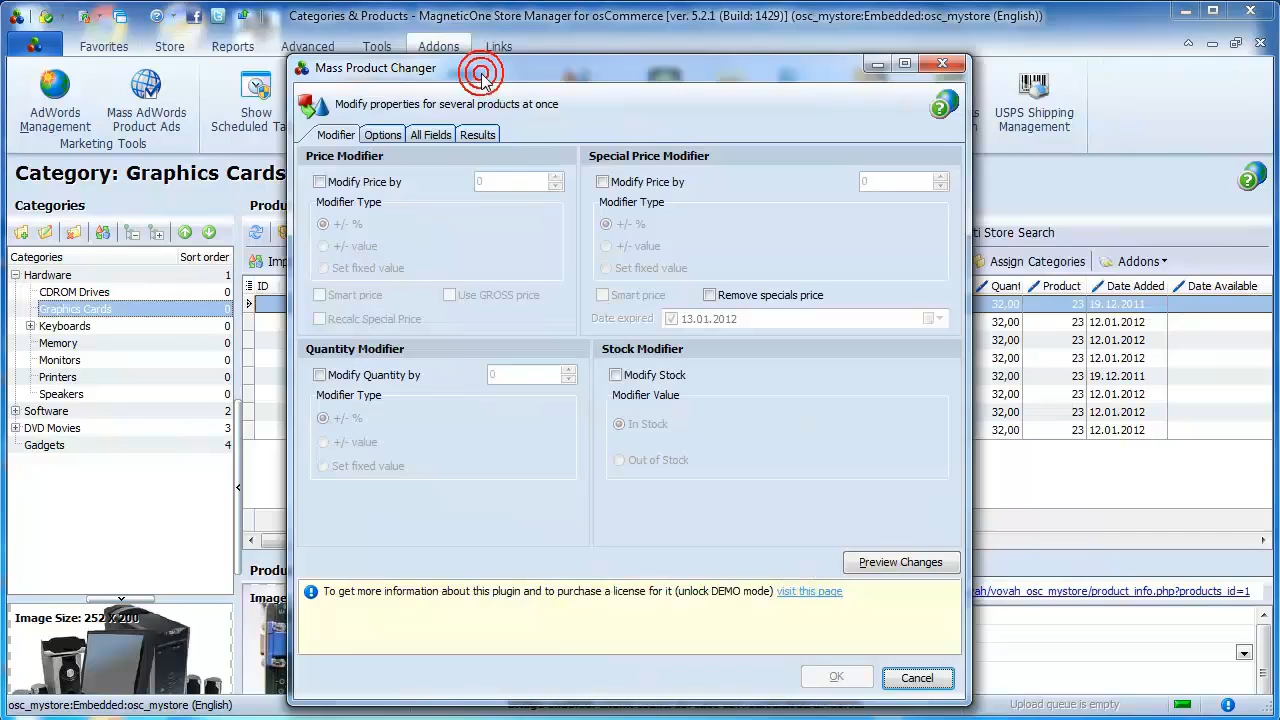 Categories & Products - MagneticOne Store Manager for osCommerce [ver. 5.2.1 (Build: 1429)] (osc_mystore:Embedded:osc_mystore (English))
Favorites Store Reports Advanced Tools Addons Links
AdWords Management
Mass AdWords Product Ads
Show Scheduled
USPS Shipping Management
Marketing Tools
Category: Graphics Cards
Categories
Categories Sort order
Hardware 1
CDROM Drives 0
Graphics Cards 0
Keyboards 0
Memory 0
Monitors 0
Printers 0
Speakers 0
Software 2
DVD Movies 3
Gadgets 4
Image Size: 252 X 200
ID
Mass Product Changer
Modify properties for several products at once
Modifier Options All Fields Results
Price Modifier
Modify Price by 0
Modifier Type
+/- %
+/- value
Set fixed value
Smart price Use GROSS price
Recalc Special Price
Special Price Modifier
Modify Price by 0
Modifier Type
+/- %
+/- value
Set fixed value
Smart price Remove specials price
Date expired 13.01.2012
Quantity Modifier
Modify Quantity by 0
Modifier Type
+/- %
+/- value
Set fixed value
Stock Modifier
Modify Stock
Modifier Value
In Stock
Out of Stock
Preview Changes
To get more information about this plugin and to purchase a license for it (unlock DEMO mode) visit this page
OK Cancel
Store Search
Assign Categories Addons
Quant Product Date Added Date Available
32,00 23 19.12.2011
32,00 23 12.01.2012
32,00 23 12.01.2012
32,00 23 12.01.2012
32,00 23 19.12.2011
32,00 23 12.01.2012
32,00 23 12.01.2012
32,00 23 12.01.2012
ah/vovah_osc_mystore/product_info.php?products_id=1
osc_mystore:Embedded:osc_mystore (English)
Upload queue is empty